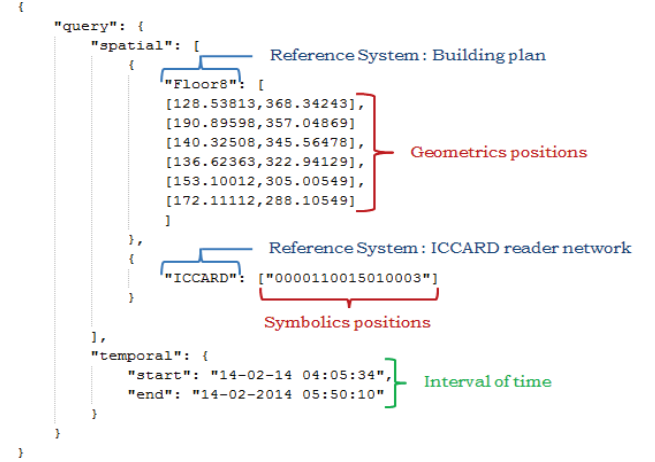 {
"query": {
"spatial": [
{
Reference System : Building plan
"Floor8": [
[128.53813,368.34243],
[190.89598,357.04869]
[140.32508,345.56478],
[136.62363,322.94129],
[153.10012,305.00549],
[172.11112,288.10549]
]
Geometrics positions
},
{
Reference System : ICCARD reader network
"ICCARD": ["0000110015010003"]
}
Symbolics positions
],
"temporal": {
"start": "14-02-14 04:05:34",
"end": "14-02-2014 05:50:10"
Interval of time
}
}
}